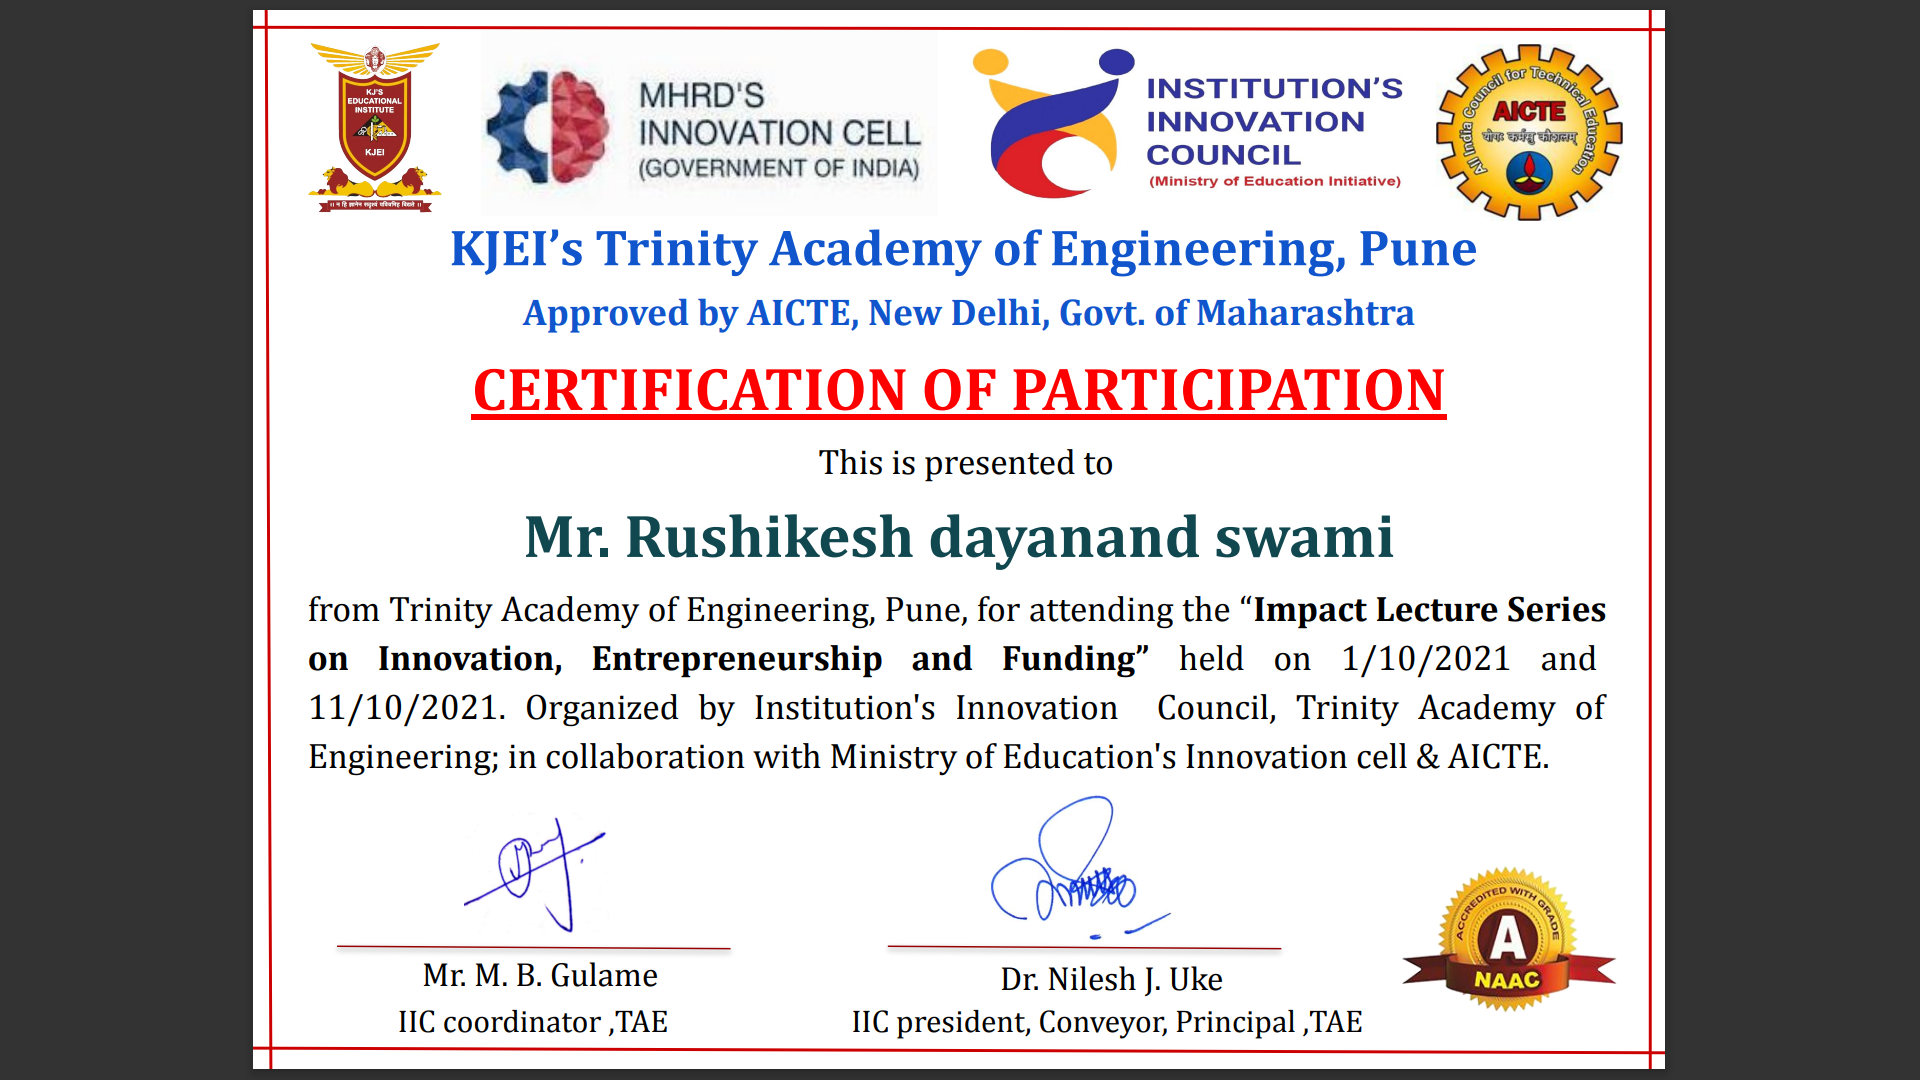 KJ'S
EDUCATIONAL
INSTITUTE
KJEI
॥ न हि ज्ञानेन सदृश्यं पवित्रमिह विद्यते ॥
MHRD'S
INNOVATION CELL
(GOVERNMENT OF INDIA)
INSTITUTION'S
INNOVATION
COUNCIL
(Ministry of Education Initiative)
All India Council for Technical Education
AICTE
योगः कर्मसु कौशलम्
KJEI’s Trinity Academy of Engineering, Pune
Approved by AICTE, New Delhi, Govt. of Maharashtra
CERTIFICATION OF PARTICIPATION
This is presented to
Mr. Rushikesh dayanand swami
from Trinity Academy of Engineering, Pune, for attending the “Impact Lecture Series
on Innovation, Entrepreneurship and Funding” held on 1/10/2021 and
11/10/2021. Organized by Institution's Innovation Council, Trinity Academy of
Engineering; in collaboration with Ministry of Education's Innovation cell & AICTE.
Mr. M. B. Gulame
IIC coordinator ,TAE
Dr. Nilesh J. Uke
IIC president, Conveyor, Principal ,TAE
ACCREDITED WITH GRADE
A
NAAC